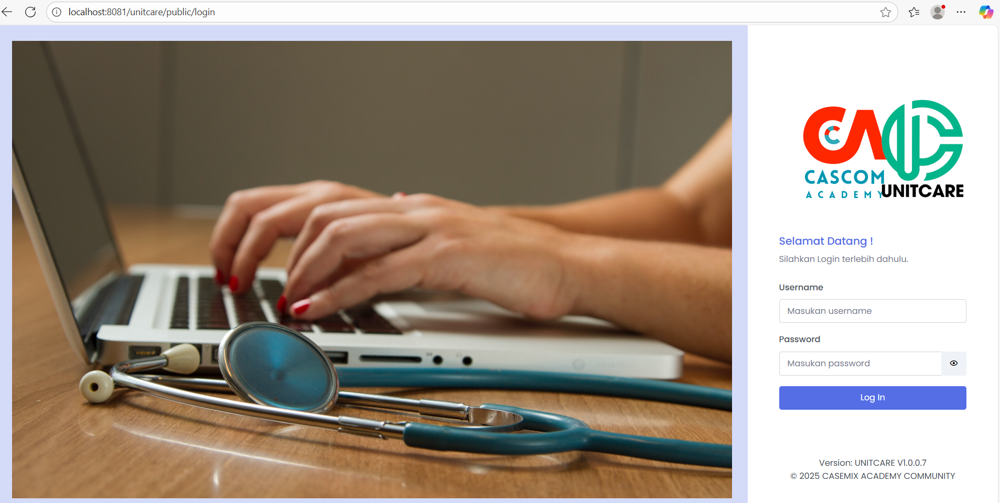 localhost:8081/unitcare/public/login
CASCOM
ACADEMY
UNITCARE
Selamat Datang !
Silahkan Login terlebih dahulu.
Username
Masukan username
Password
Masukan password
Log In
Version: UNITCARE V1.0.0.7
© 2025 CASEMIX ACADEMY COMMUNITY